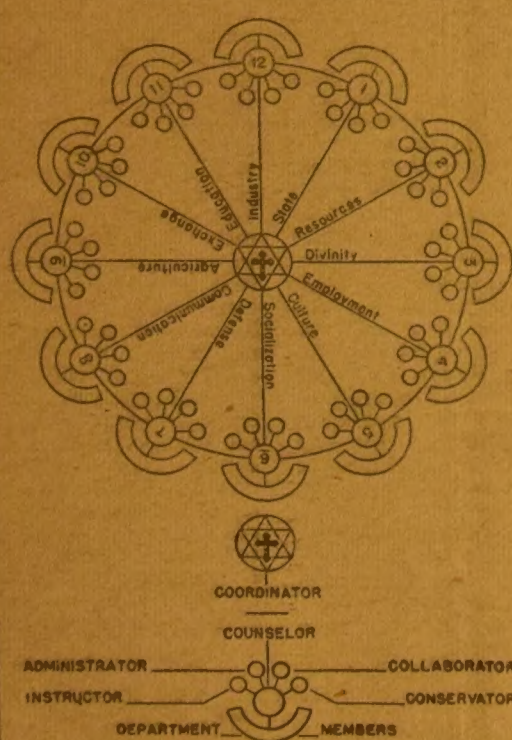 12
1
2
3
4
5
6
7
8
9
10
11
Industry
State
Resources
Divinity
Employment
Culture
Socialization
Defense
Communication
Agriculture
Exchange
Education
COORDINATOR
COUNSELOR
ADMINISTRATOR COLLABORATOR
INSTRUCTOR CONSERVATOR
DEPARTMENT MEMBERS